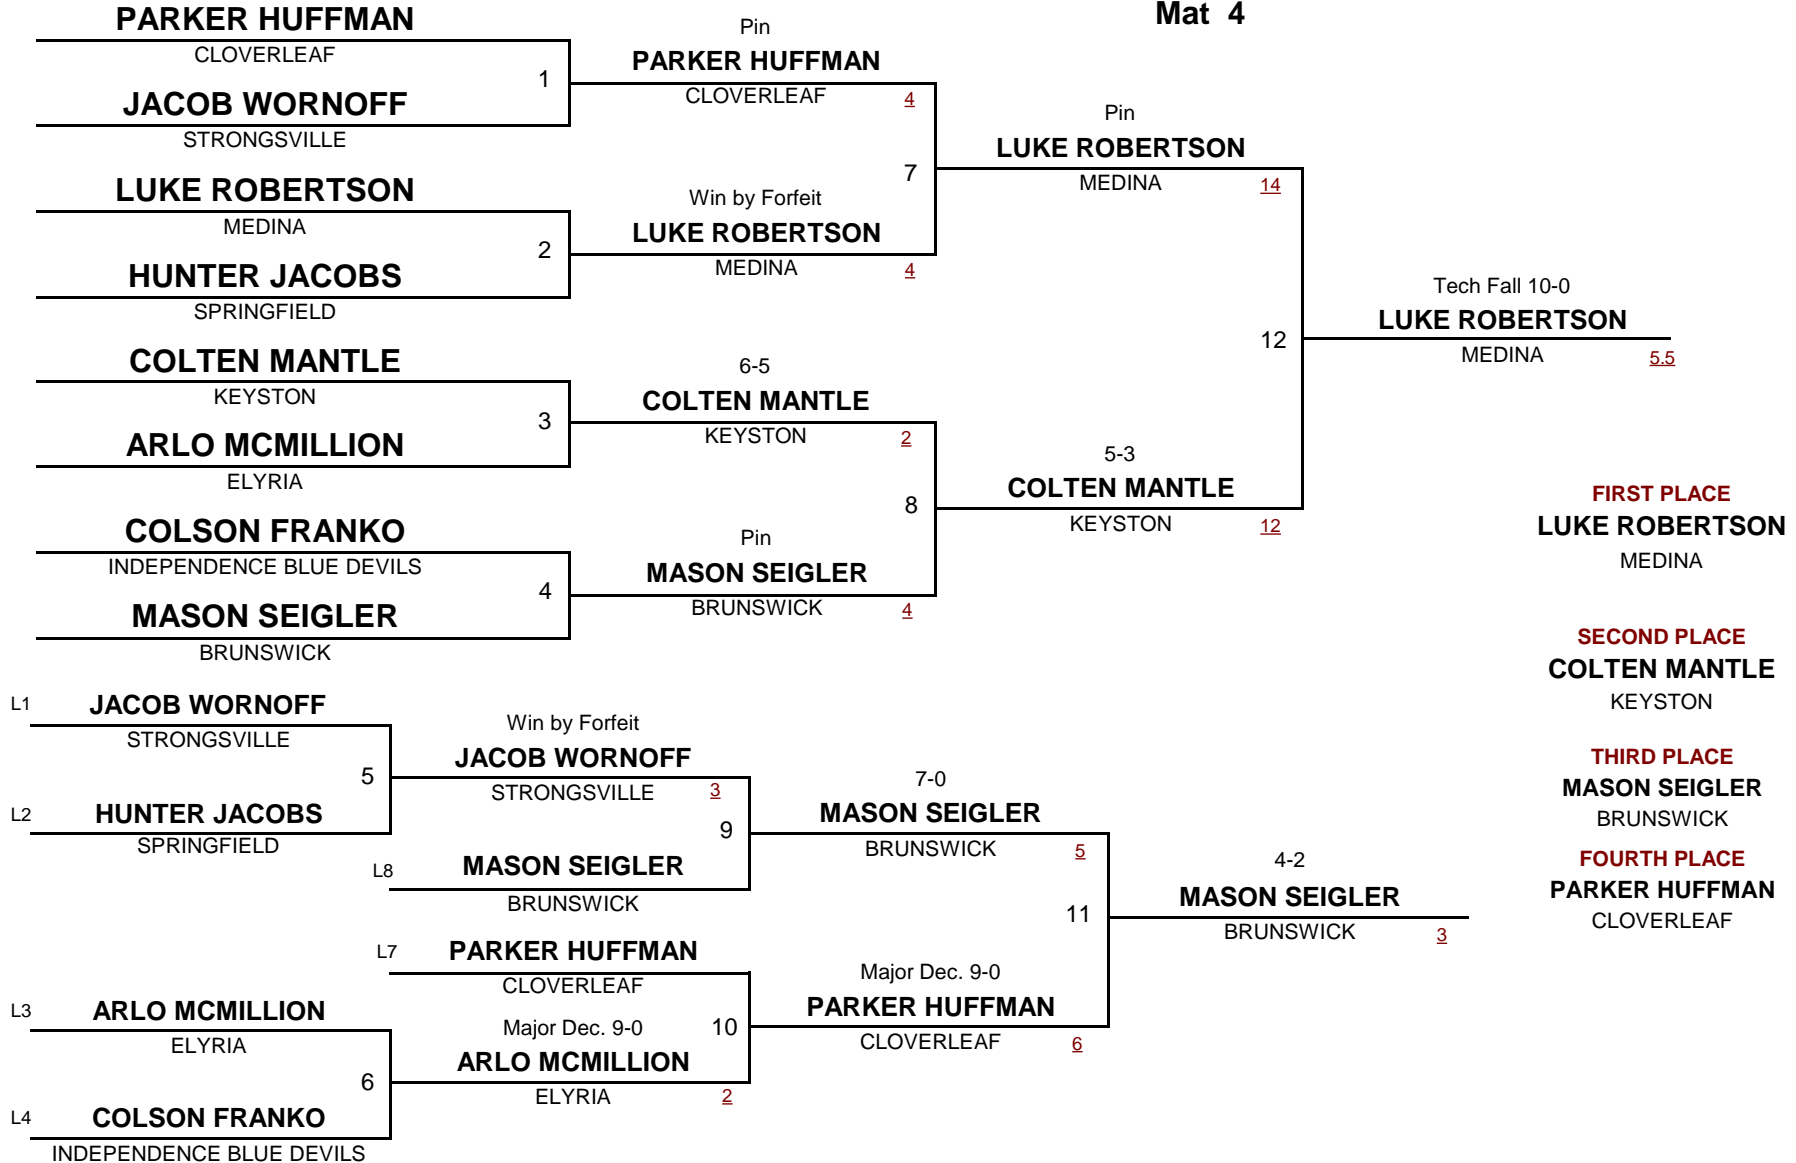 Mat 4
PARKER HUFFMAN
CLOVERLEAF
1
JACOB WORNOFF
STRONGSVILLE
LUKE ROBERTSON
MEDINA
2
HUNTER JACOBS
SPRINGFIELD
COLTEN MANTLE
KEYSTON
3
ARLO MCMILLION
ELYRIA
COLSON FRANKO
INDEPENDENCE BLUE DEVILS
4
MASON SEIGLER
BRUNSWICK
Pin
PARKER HUFFMAN
CLOVERLEAF 4
7
Win by Forfeit
LUKE ROBERTSON
MEDINA 4
6-5
COLTEN MANTLE
KEYSTON 2
8
Pin
MASON SEIGLER
BRUNSWICK 4
Pin
LUKE ROBERTSON
MEDINA 14
12
5-3
COLTEN MANTLE
KEYSTON 12
Tech Fall 10-0
LUKE ROBERTSON
MEDINA 5.5
FIRST PLACE
LUKE ROBERTSON
MEDINA
SECOND PLACE
COLTEN MANTLE
KEYSTON
THIRD PLACE
MASON SEIGLER
BRUNSWICK
FOURTH PLACE
PARKER HUFFMAN
CLOVERLEAF
L1 JACOB WORNOFF
STRONGSVILLE
5
L2 HUNTER JACOBS
SPRINGFIELD
L3 ARLO MCMILLION
ELYRIA
6
L4 COLSON FRANKO
INDEPENDENCE BLUE DEVILS
Win by Forfeit
JACOB WORNOFF
STRONGSVILLE 3
9
L8 MASON SEIGLER
BRUNSWICK
L7 PARKER HUFFMAN
CLOVERLEAF
Major Dec. 9-0 10
ARLO MCMILLION
ELYRIA 2
7-0
MASON SEIGLER
BRUNSWICK 5
11
Major Dec. 9-0
PARKER HUFFMAN
CLOVERLEAF 6
4-2
MASON SEIGLER
BRUNSWICK 3